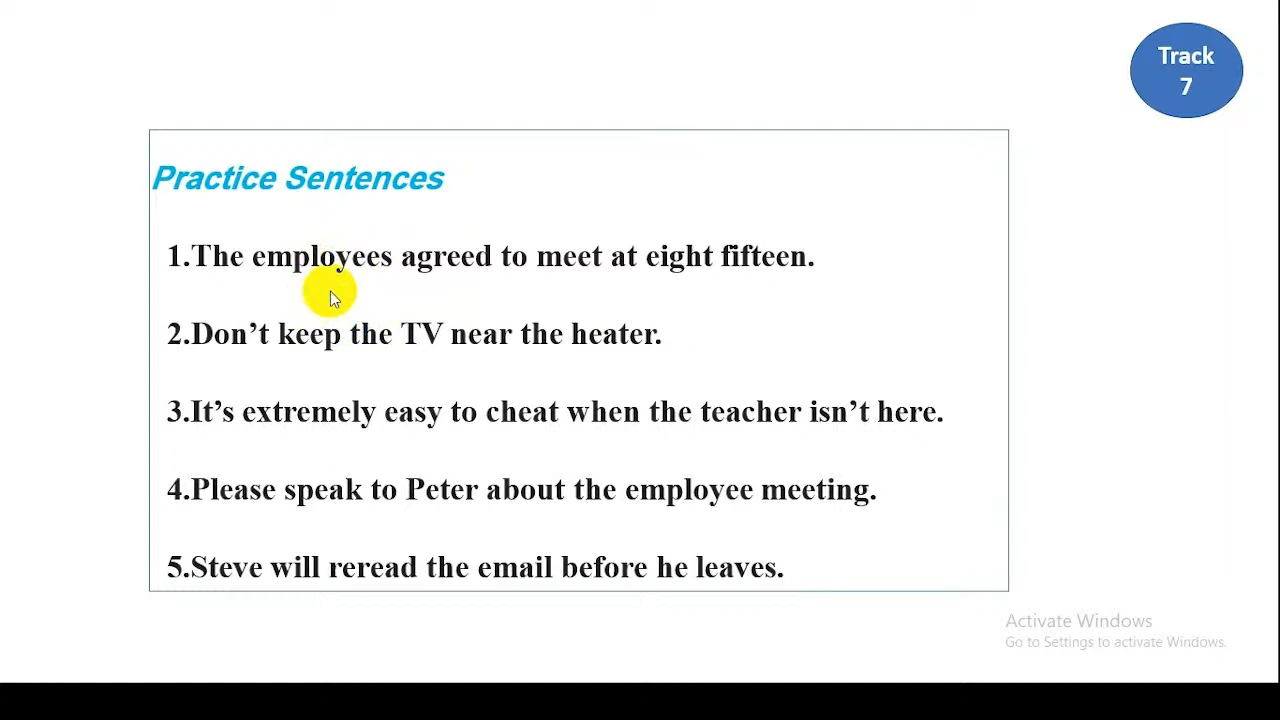 Track
7
Practice Sentences
1.The employees agreed to meet at eight fifteen.
2.Don’t keep the TV near the heater.
3.It’s extremely easy to cheat when the teacher isn’t here.
4.Please speak to Peter about the employee meeting.
5.Steve will reread the email before he leaves.
Activate Windows
Go to Settings to activate Windows.